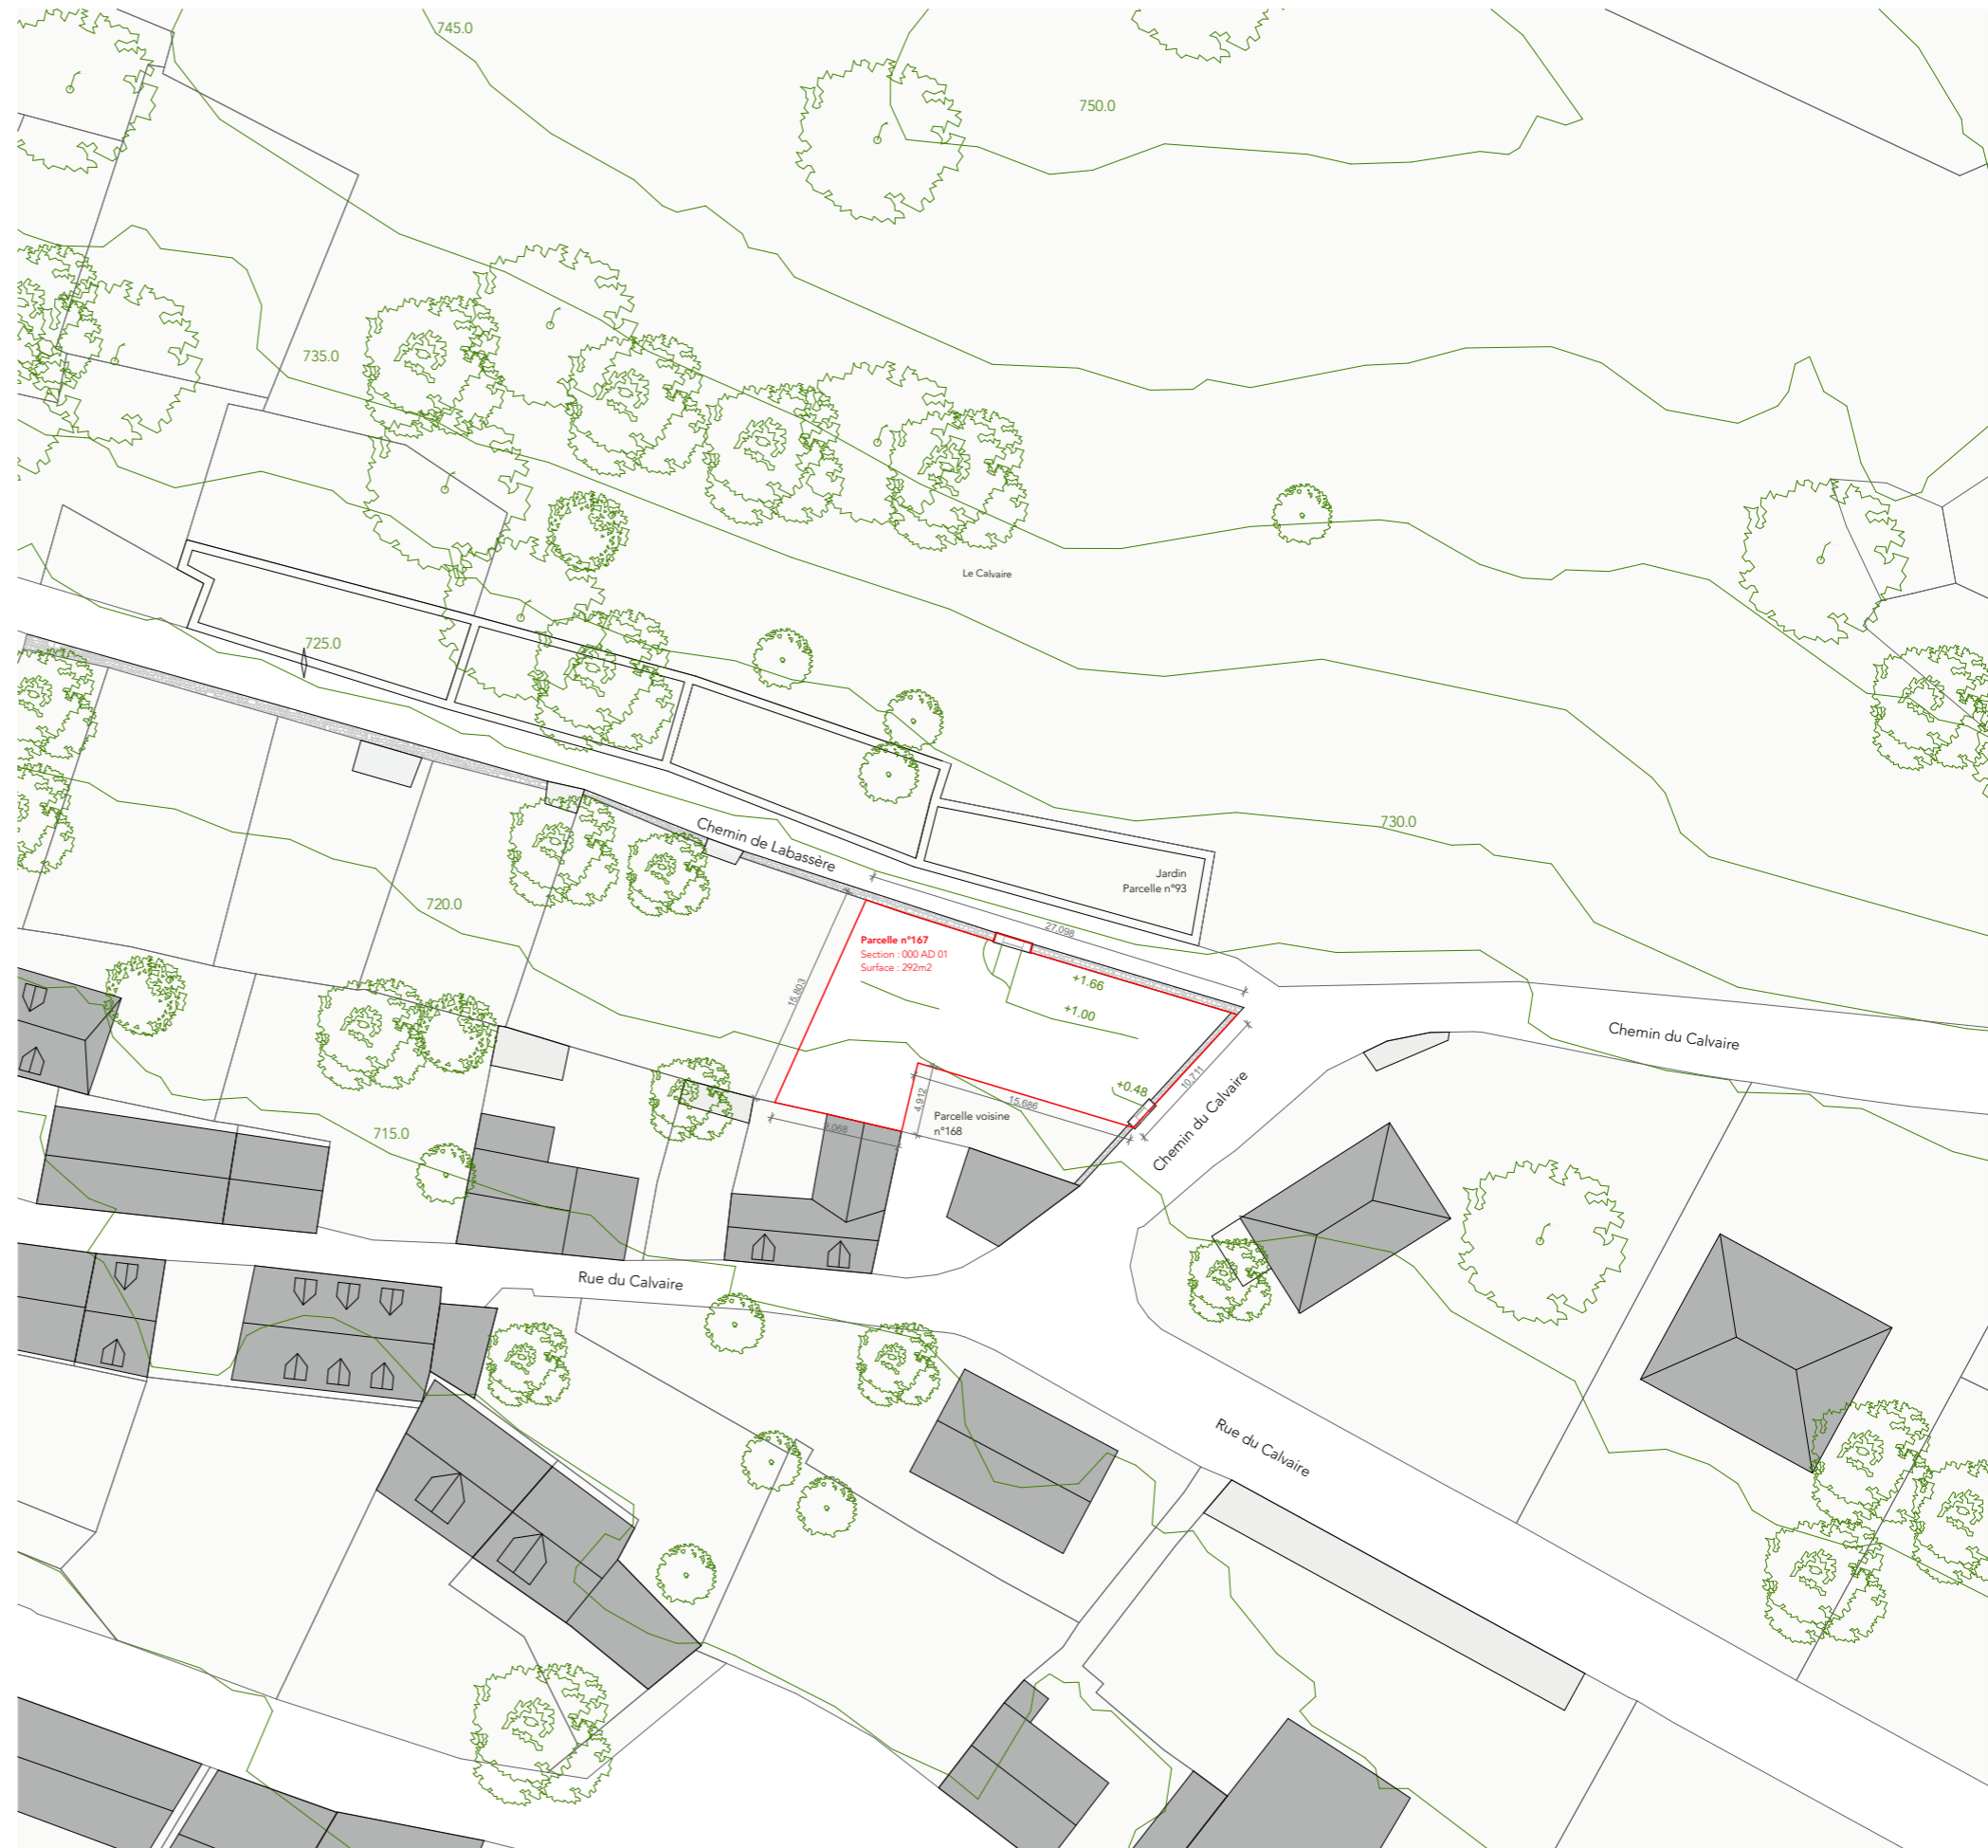 745.0
750.0
735.0
Le Calvaire
725.0
730.0
Chemin de Labassère
Jardin
Parcelle n°93
720.0
27,098
Parcelle n°167
Section : 000 AD 01
Surface : 292m2
+1.66
15,803
+1.00
Chemin du Calvaire
10,711
+0.48
15,686
4,912
Parcelle voisine
n°168
715.0
9,068
Chemin du Calvaire
Rue du Calvaire
Rue du Calvaire